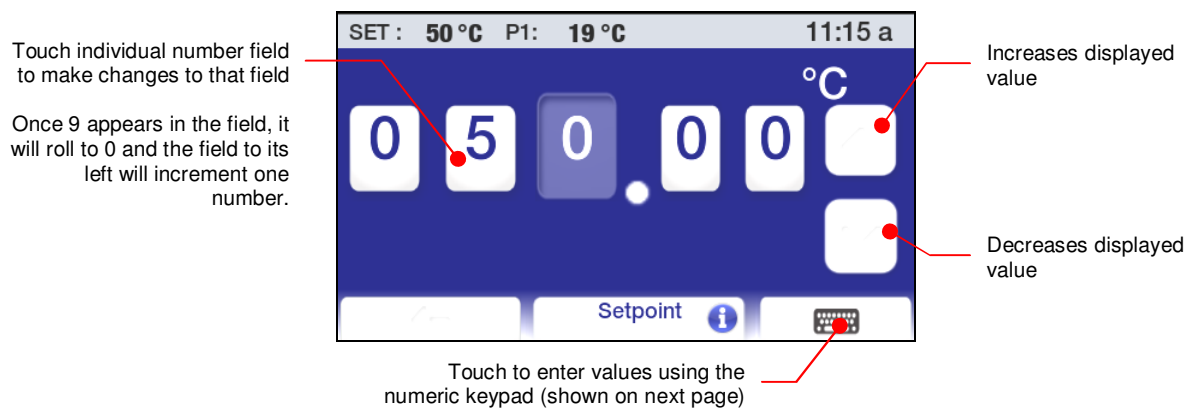 SET : 50 °C P1: 19 °C 11:15 a
Touch individual number field
to make changes to that field
Once 9 appears in the field, it
will roll to 0 and the field to its
left will increment one
number.
°C
0 5 0 . 0 0
Increases displayed
value
Decreases displayed
value
Setpoint i
Touch to enter values using the
numeric keypad (shown on next page)